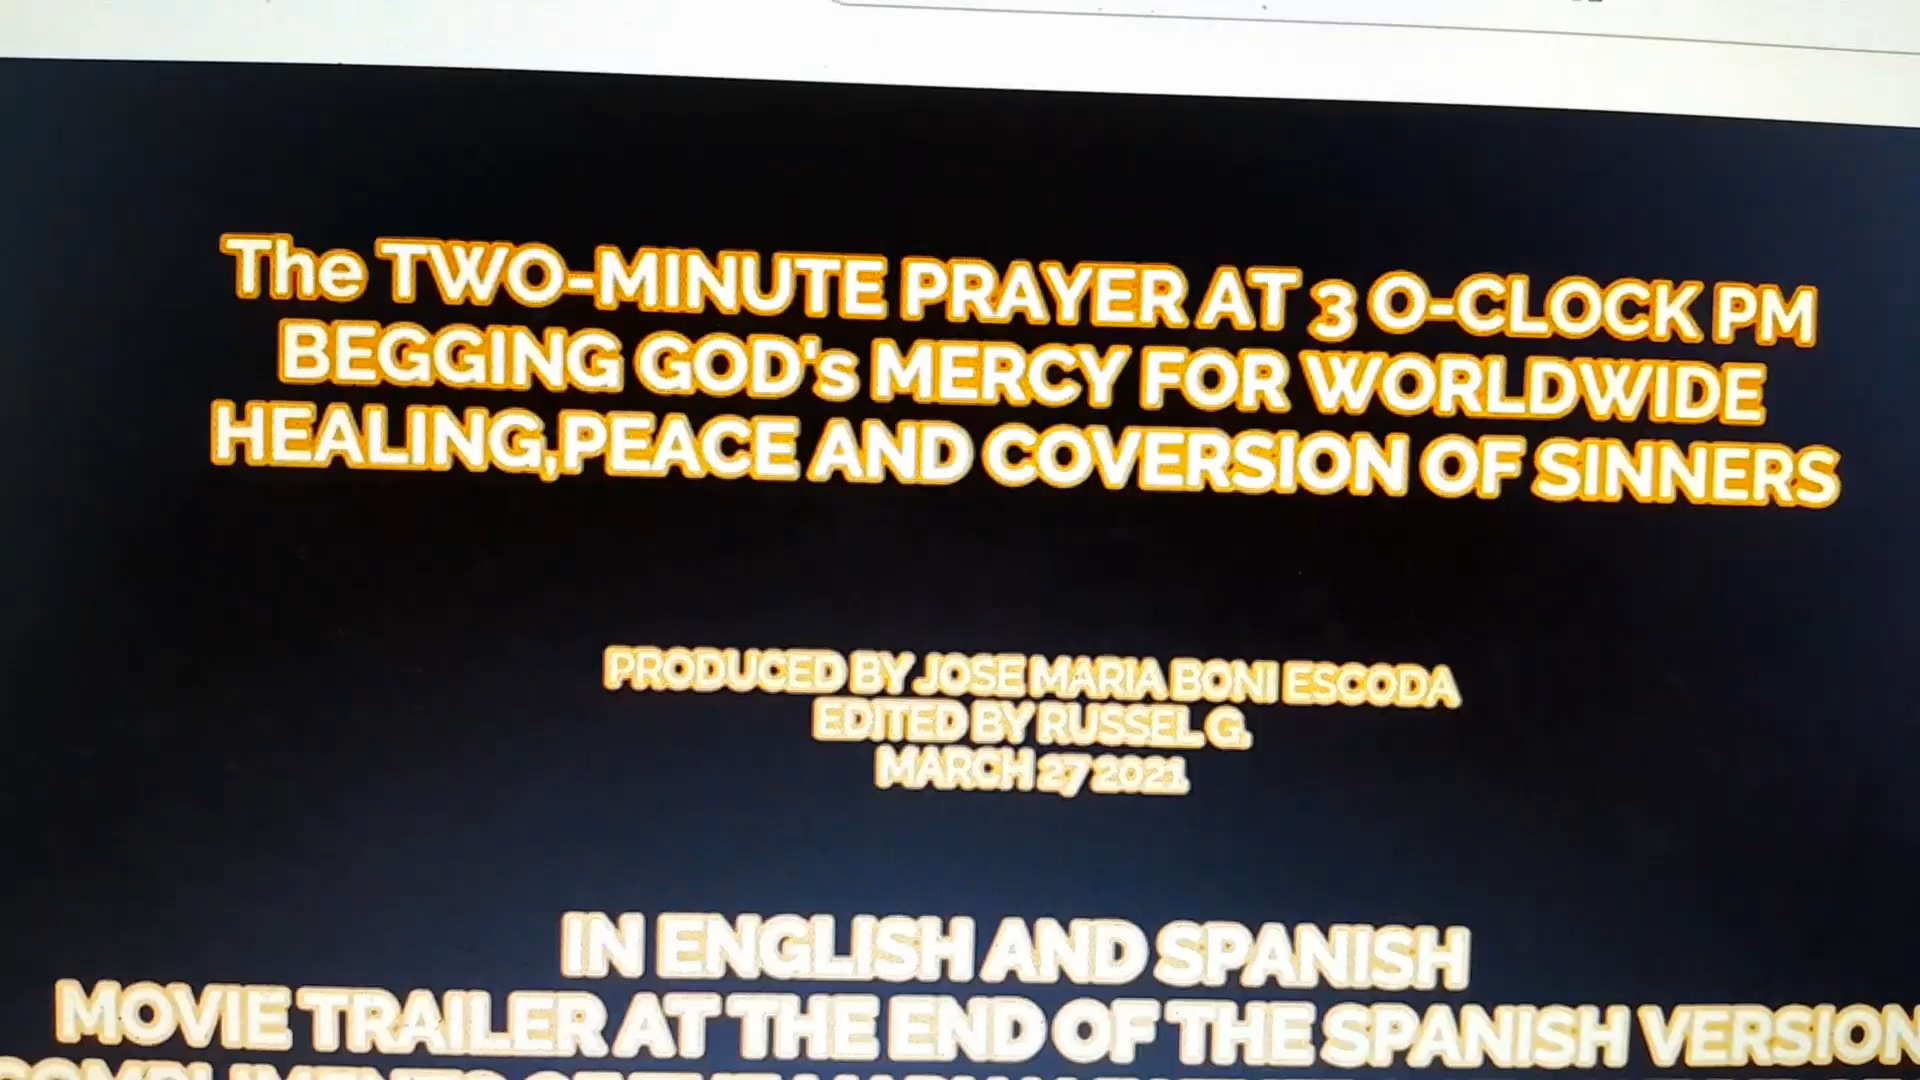 The TWO-MINUTE PRAYER AT 3 O-CLOCK PM
BEGGING GOD's MERCY FOR WORLDWIDE
HEALING,PEACE AND COVERSION OF SINNERS
PRODUCED BY JOSE MARIA BONI ESCODA
EDITED BY RUSSEL G.
MARCH 27 2021
IN ENGLISH AND SPANISH
MOVIE TRAILER AT THE END OF THE SPANISH VERSION